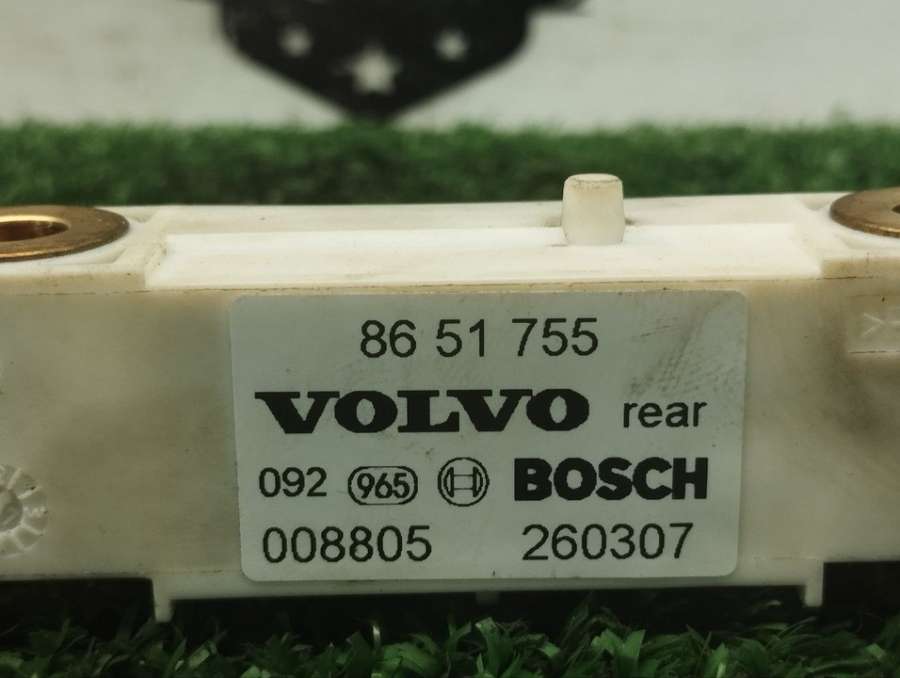 86 51 755
VOLVO rear
092 965 BOSCH
008805 260307